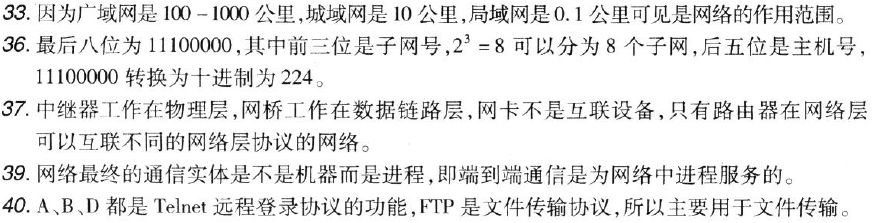 33. 因为广域网是 100 - 1000 公里,城域网是 10 公里,局域网是 0.1 公里可见是网络的作用范围。
36. 最后八位为 11100000,其中前三位是子网号,2³ = 8 可以分为 8 个子网,后五位是主机号,
11100000 转换为十进制为 224。
37. 中继器工作在物理层,网桥工作在数据链路层,网卡不是互联设备,只有路由器在网络层
可以互联不同的网络层协议的网络。
39. 网络最终的通信实体是不是机器而是进程,即端到端通信是为网络中进程服务的。
40. A、B、D 都是 Telnet 远程登录协议的功能,FTP 是文件传输协议,所以主要用于文件传输。